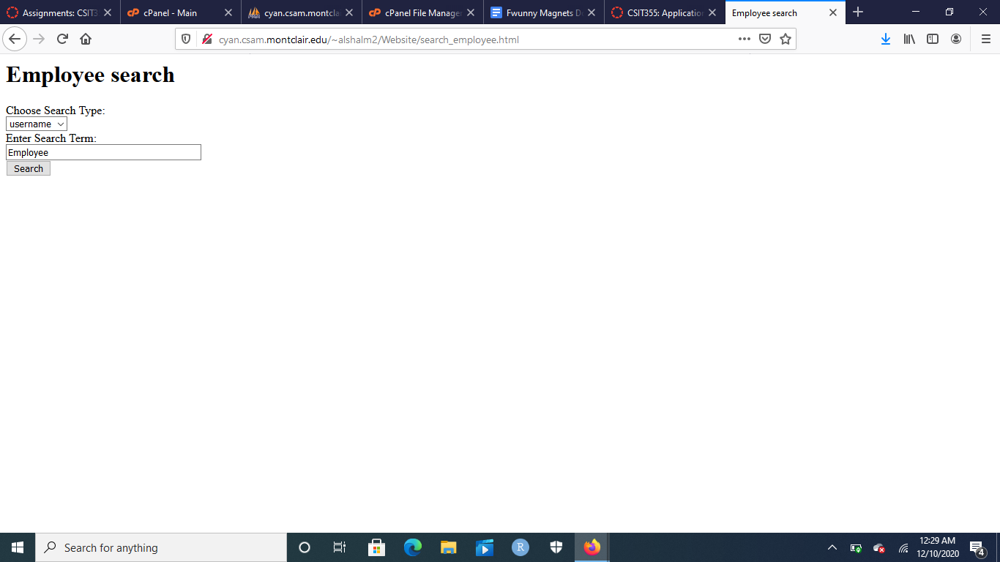 Assignments: CSIT3
cPanel - Main
cyan.csam.montcla
cPanel File Manage
Fwunny Magnets D
CSIT355: Application
Employee search
cyan.csam.montclair.edu/~alshalm2/Website/search_employee.html
Employee search
Choose Search Type:
username
Enter Search Term:
Employee
Search
Search for anything
R
12:29 AM
12/10/2020
4